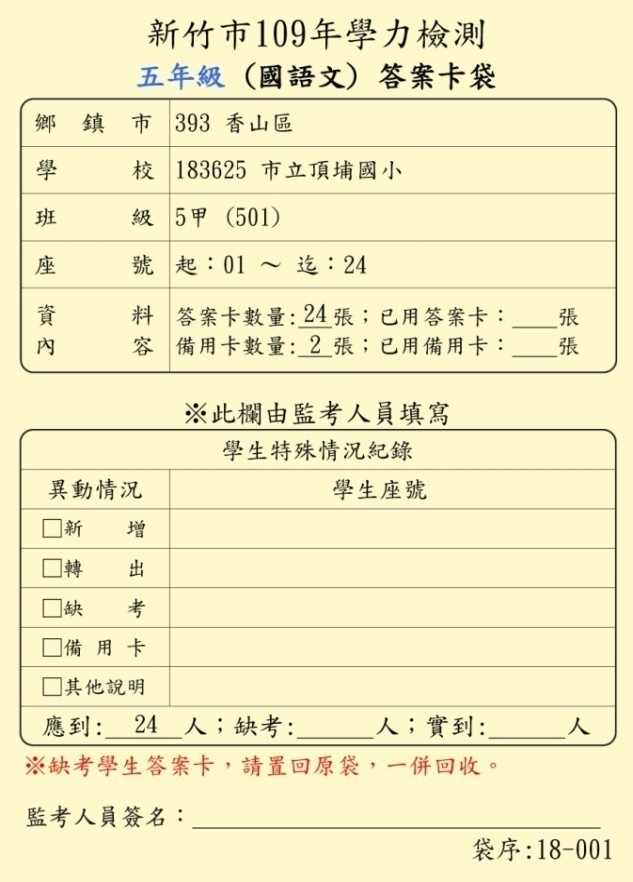 新竹市109年學力檢測
五年級（國語文）答案卡袋
鄉鎮市 393 香山區
學校 183625 市立頂埔國小
班級 5甲 (501)
座號 起：01 ～ 迄：24
資料 答案卡數量:24張；已用答案卡：____張
內容 備用卡數量:2張；已用備用卡：____張
※此欄由監考人員填寫
學生特殊情況紀錄
異動情況 學生座號
□新增
□轉出
□缺考
□備用卡
□其他說明
應到:24人；缺考:______人；實到:______人
※缺考學生答案卡，請置回原袋，一併回收。
監考人員簽名：______
袋序:18-001